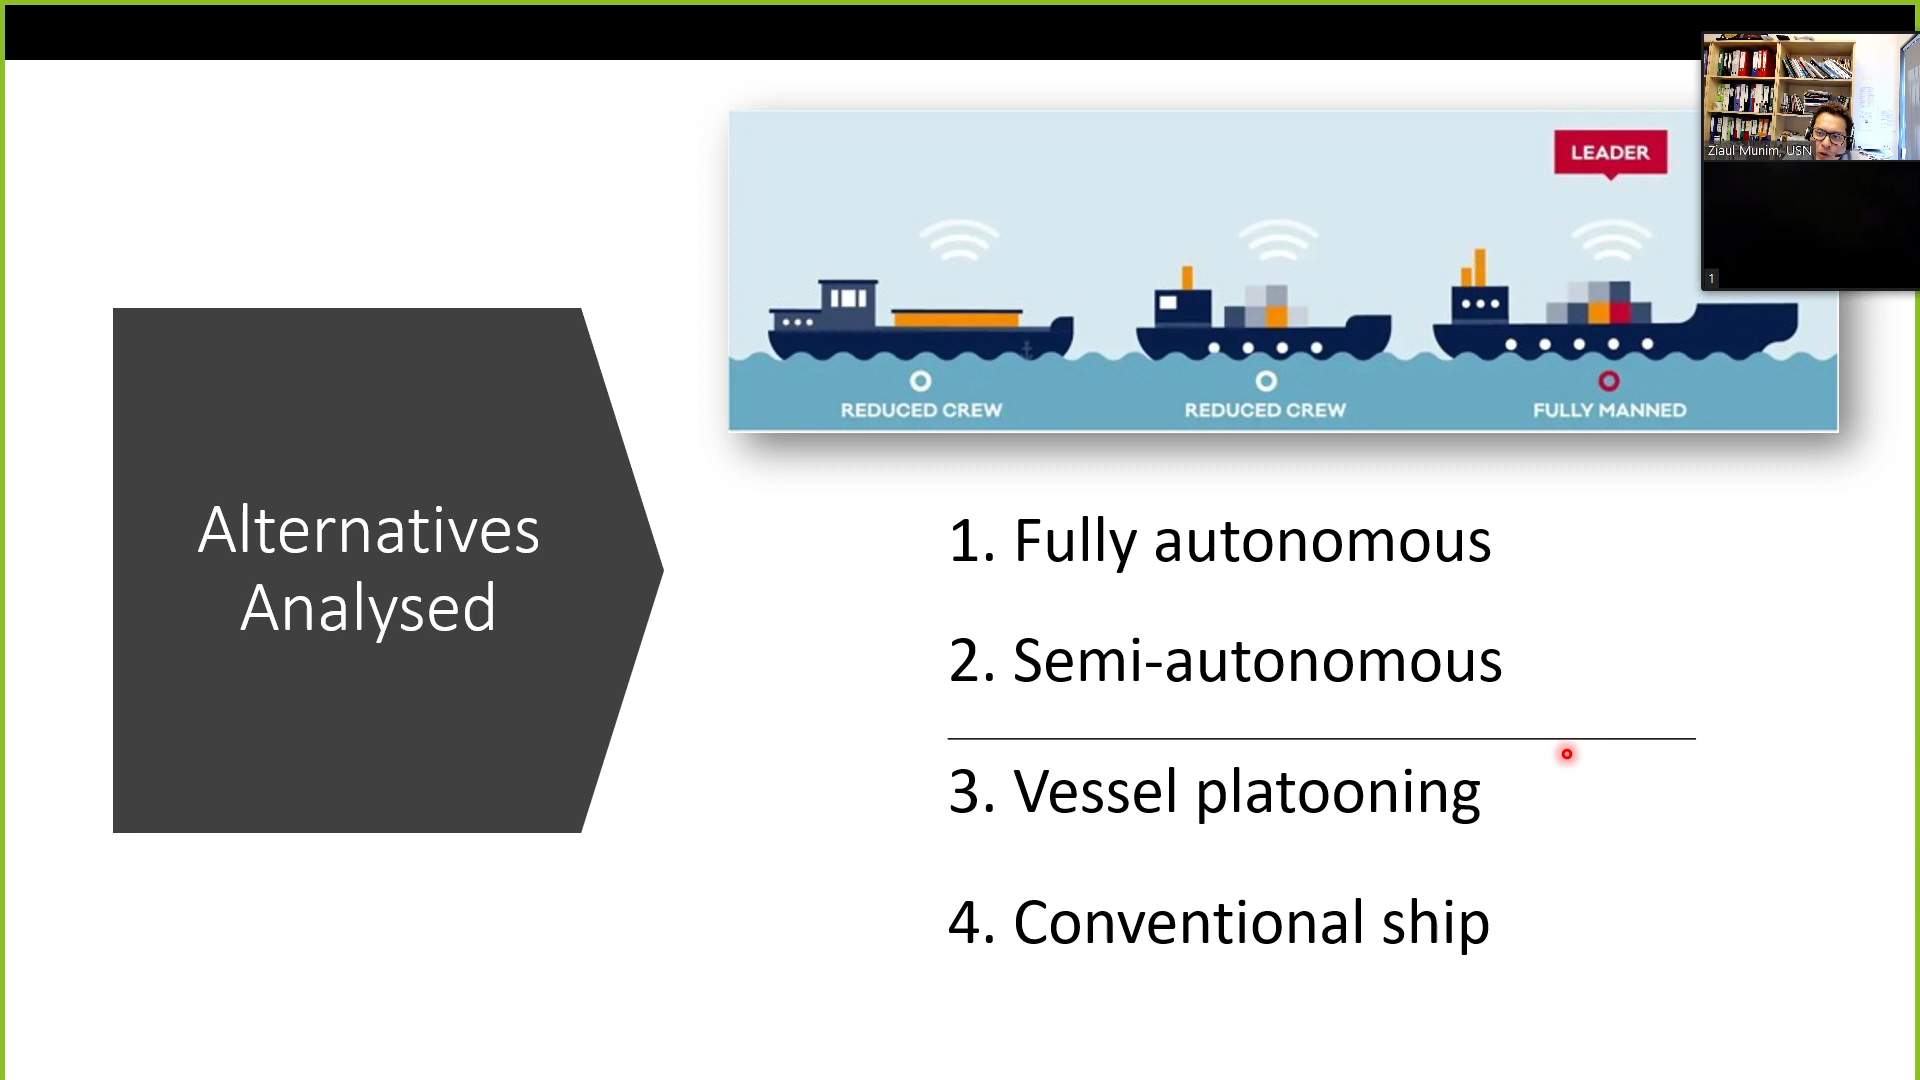 LEADER
Ziaul Munim, USN
1
REDUCED CREW
REDUCED CREW
FULLY MANNED
Alternatives
Analysed
1. Fully autonomous
2. Semi-autonomous
3. Vessel platooning
4. Conventional ship